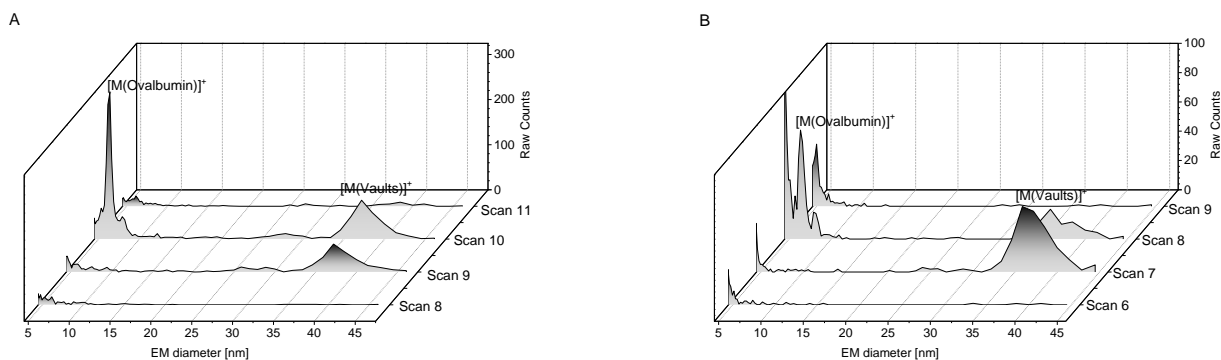 A
300
200
100
0
Raw Counts
[M(Ovalbumin)]+
[M(Vaults)]+
Scan 11
Scan 10
Scan 9
Scan 8
5 10 15 20 25 30 35 40 45
EM diameter [nm]
B
100
80
60
40
20
0
Raw Counts
[M(Ovalbumin)]+
[M(Vaults)]+
Scan 9
Scan 8
Scan 7
Scan 6
5 10 15 20 25 30 35 40 45
EM diameter [nm]